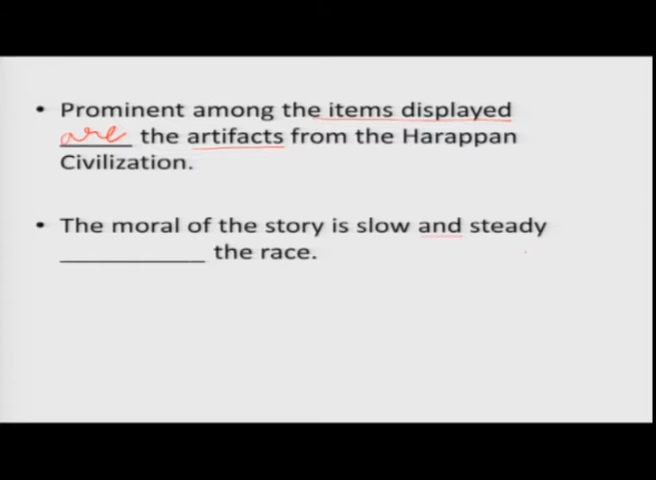 • Prominent among the items displayed
are the artifacts from the Harappan
Civilization.
• The moral of the story is slow and steady
____________ the race.